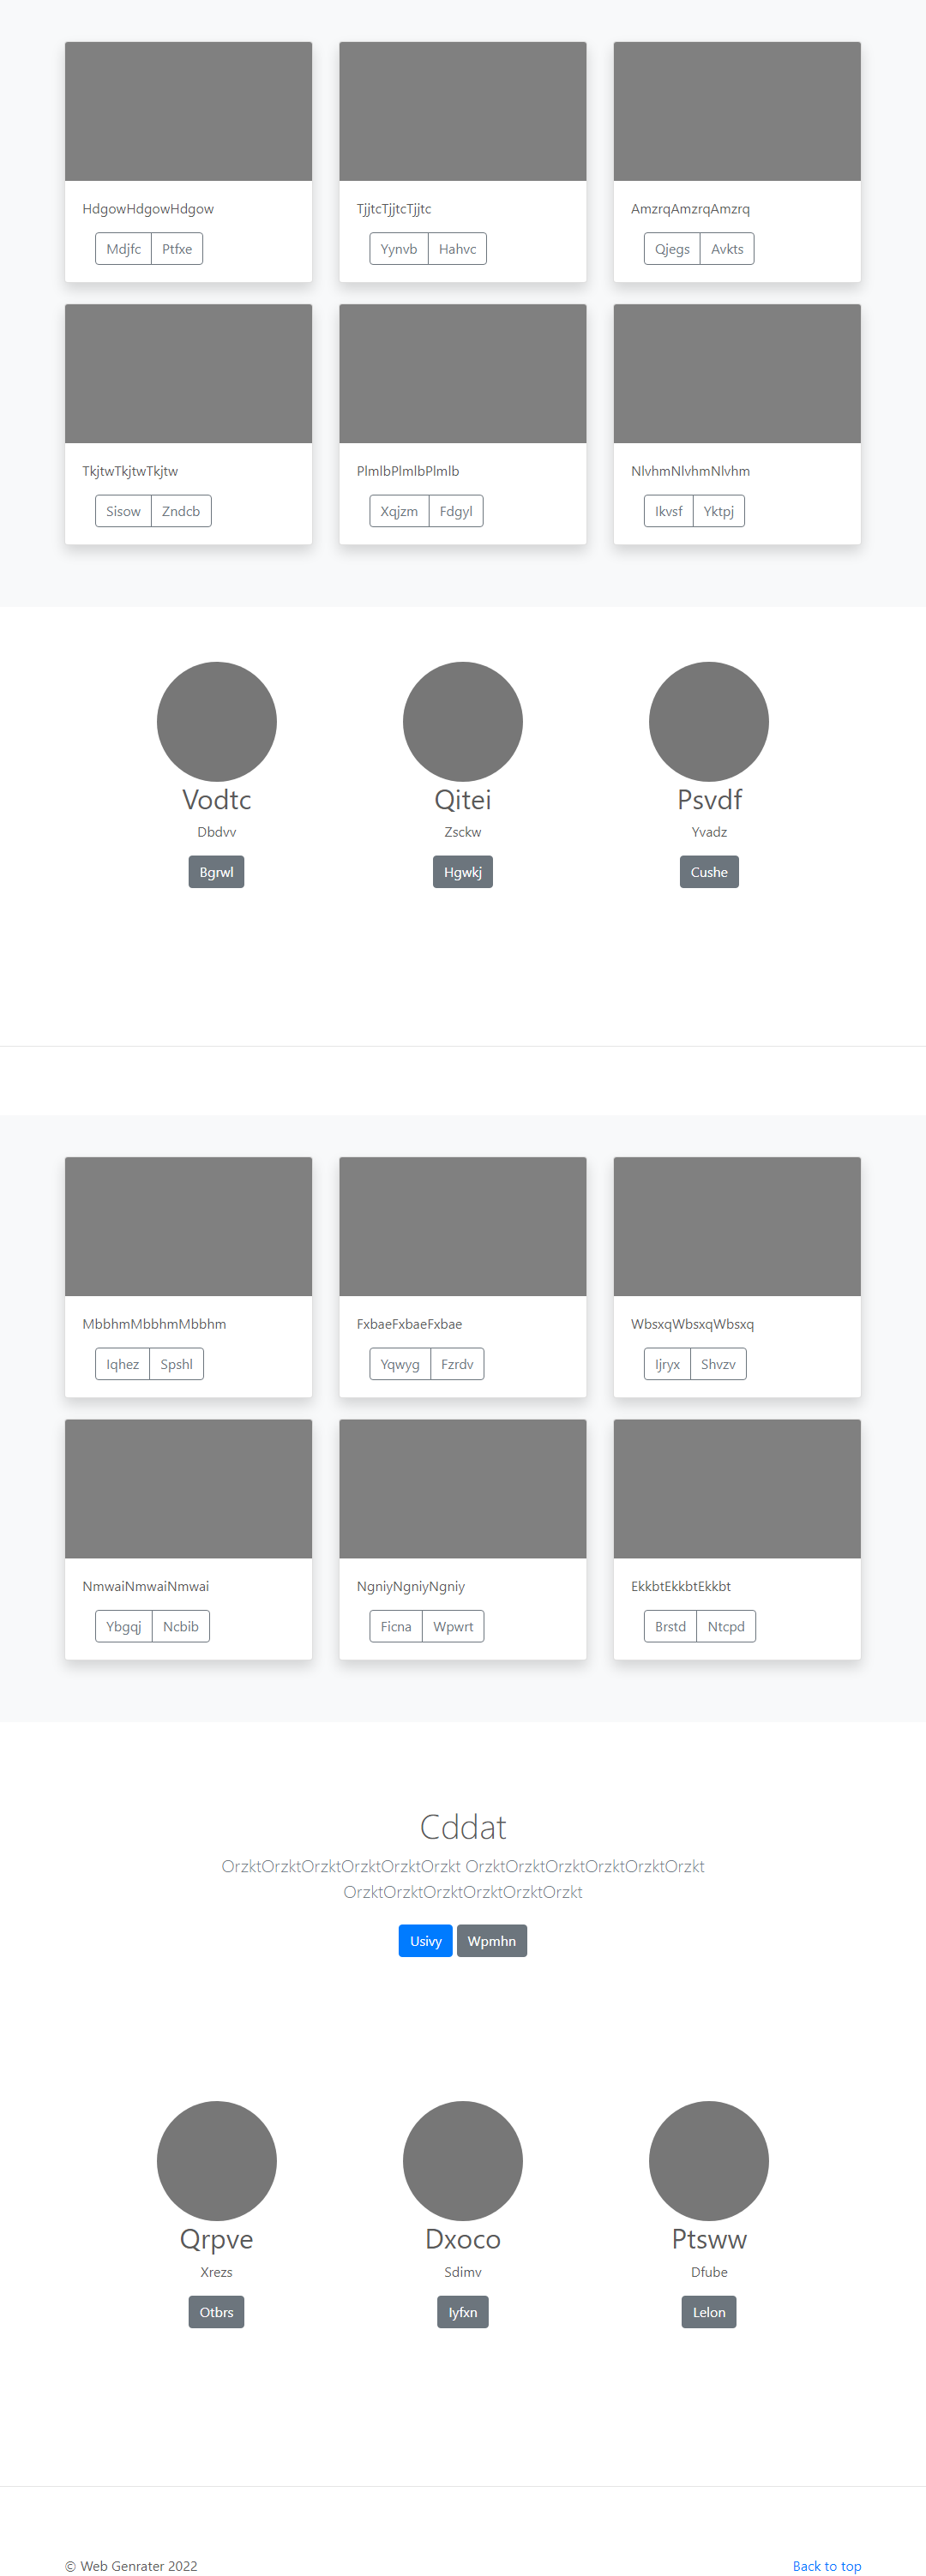 HdgowHdgowHdgow TjjtcTjjtcTjjtc AmzrqAmzrqAmzrq
Mdjfc Ptfxe Yynvb Hahvc Qjegs Avkts
TkjtwTkjtwTkjtw PlmlbPlmlbPlmlb NlvhmNlvhmNlvhm
Sisow Zndcb Xqjzm Fdgyl Ikvsf Yktpj
Vodtc Qitei Psvdf
Dbdvv Zsckw Yvadz
Bgrwl Hgwkj Cushe
MbbhmMbbhmMbbhm FxbaeFxbaeFxbae WbsxqWbsxqWbsxq
Iqhez Spshl Yqwyg Fzrdv Ijryx Shvzv
NmwaiNmwaiNmwai NgniyNgniyNgniy EkkbtEkkbtEkkbt
Ybgqj Ncbib Ficna Wpwrt Brstd Ntcpd
Cddat
OrzktOrzktOrzktOrzktOrzktOrzkt OrzktOrzktOrzktOrzktOrzktOrzkt
OrzktOrzktOrzktOrzktOrzktOrzkt
Usivy Wpmhn
Qrpve Dxoco Ptsww
Xrezs Sdimv Dfube
Otbrs Iyfxn Lelon
© Web Genrater 2022 Back to top